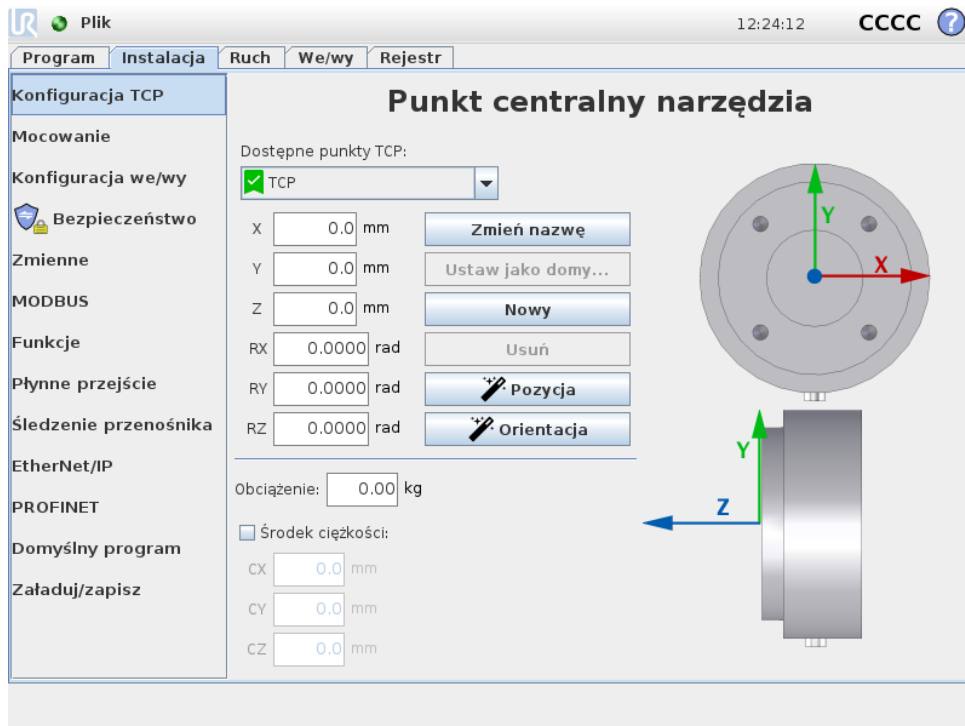 UR Plik 12:24:12 CCCC ?
Program Instalacja Ruch We/wy Rejestr
Konfiguracja TCP
Mocowanie
Konfiguracja we/wy
Bezpieczeństwo
Zmienne
MODBUS
Funkcje
Płynne przejście
Śledzenie przenośnika
EtherNet/IP
PROFINET
Domyślny program
Załaduj/zapisz
Punkt centralny narzędzia
Dostępne punkty TCP:
TCP
X 0.0 mm Zmień nazwę
Y 0.0 mm Ustaw jako domy...
Z 0.0 mm Nowy
RX 0.0000 rad Usuń
RY 0.0000 rad Pozycja
RZ 0.0000 rad Orientacja
Obciążenie: 0.00 kg
Środek ciężkości:
CX 0.0 mm
CY 0.0 mm
CZ 0.0 mm
Y
X
Y
Z